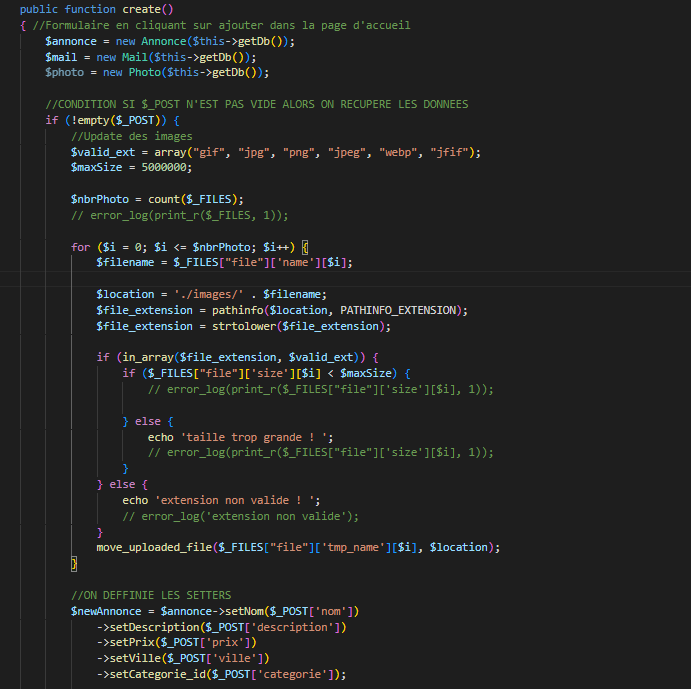 public function create()
{ //Formulaire en cliquant sur ajouter dans la page d'accueil
$annonce = new Annonce($this->getDb());
$mail = new Mail($this->getDb());
$photo = new Photo($this->getDb());
//CONDITION SI $_POST N'EST PAS VIDE ALORS ON RECUPERE LES DONNEES
if (!empty($_POST)) {
//Update des images
$valid_ext = array("gif", "jpg", "png", "jpeg", "webp", "jfif");
$maxSize = 5000000;
$nbrPhoto = count($_FILES);
// error_log(print_r($_FILES, 1));
for ($i = 0; $i <= $nbrPhoto; $i++) {
$filename = $_FILES["file"]['name'][$i];
$location = './images/' . $filename;
$file_extension = pathinfo($location, PATHINFO_EXTENSION);
$file_extension = strtolower($file_extension);
if (in_array($file_extension, $valid_ext)) {
if ($_FILES["file"]['size'][$i] < $maxSize) {
// error_log(print_r($_FILES["file"]['size'][$i], 1));
} else {
echo 'taille trop grande ! ';
// error_log(print_r($_FILES["file"]['size'][$i], 1));
}
} else {
echo 'extension non valide ! ';
// error_log('extension non valide');
}
move_uploaded_file($_FILES["file"]['tmp_name'][$i], $location);
}
//ON DEFFINIE LES SETTERS
$newAnnonce = $annonce->setNom($_POST['nom'])
->setDescription($_POST['description'])
->setPrix($_POST['prix'])
->setVille($_POST['ville'])
->setCategorie_id($_POST['categorie']);